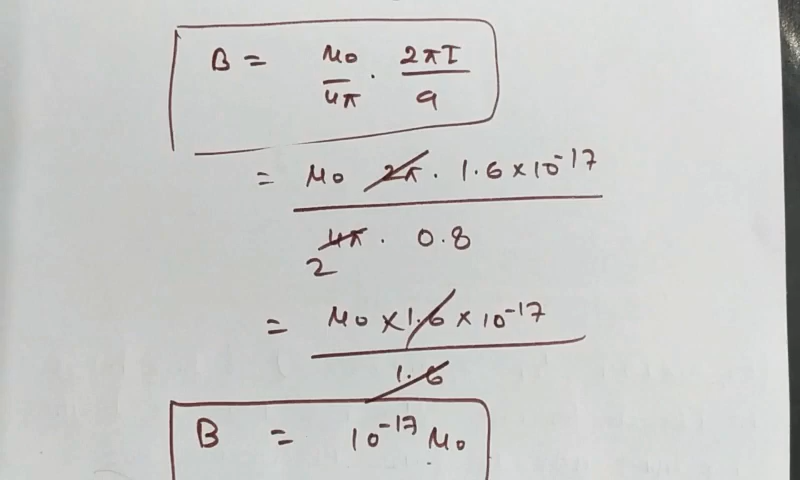 B = μ0/4π · 2πI/a
= μ0 2π · 1.6 × 10^-17 / 4π · 0.8
2
= μ0 × 1.6 × 10^-17 / 1.6
B = 10^-17 μ0